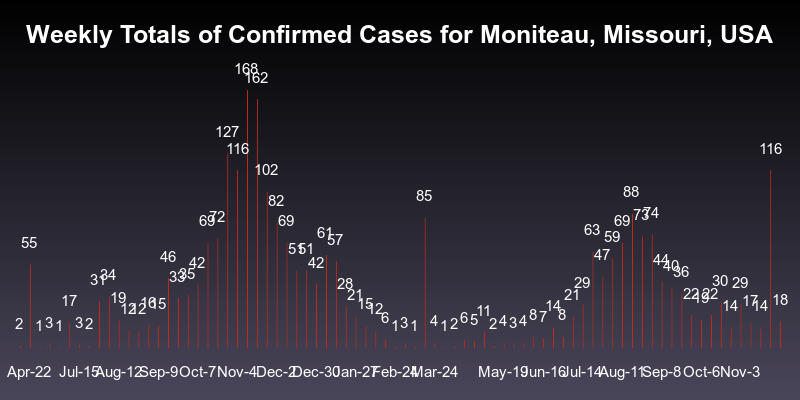 Weekly Totals of Confirmed Cases for Moniteau, Missouri, USA
2 55 1 3 1 17 3 2 31 34 19 12 12 16 15 46 33 35 42 69 72 127 116 168 162 102 82 69 51 51 42 61 57 28 21 15 12 6 1 3 1 85 4 1 2 6 5 11 2 4 3 4 8 7 14 8 21 29 63 47 59 69 88 73 74 44 40 36 22 19 22 30 14 29 17 14 116 18
Apr-22 Jul-15 Aug-12 Sep-9 Oct-7 Nov-4 Dec-2 Dec-30 Jan-27 Feb-24 Mar-24 May-19 Jun-16 Jul-14 Aug-11 Sep-8 Oct-6 Nov-3